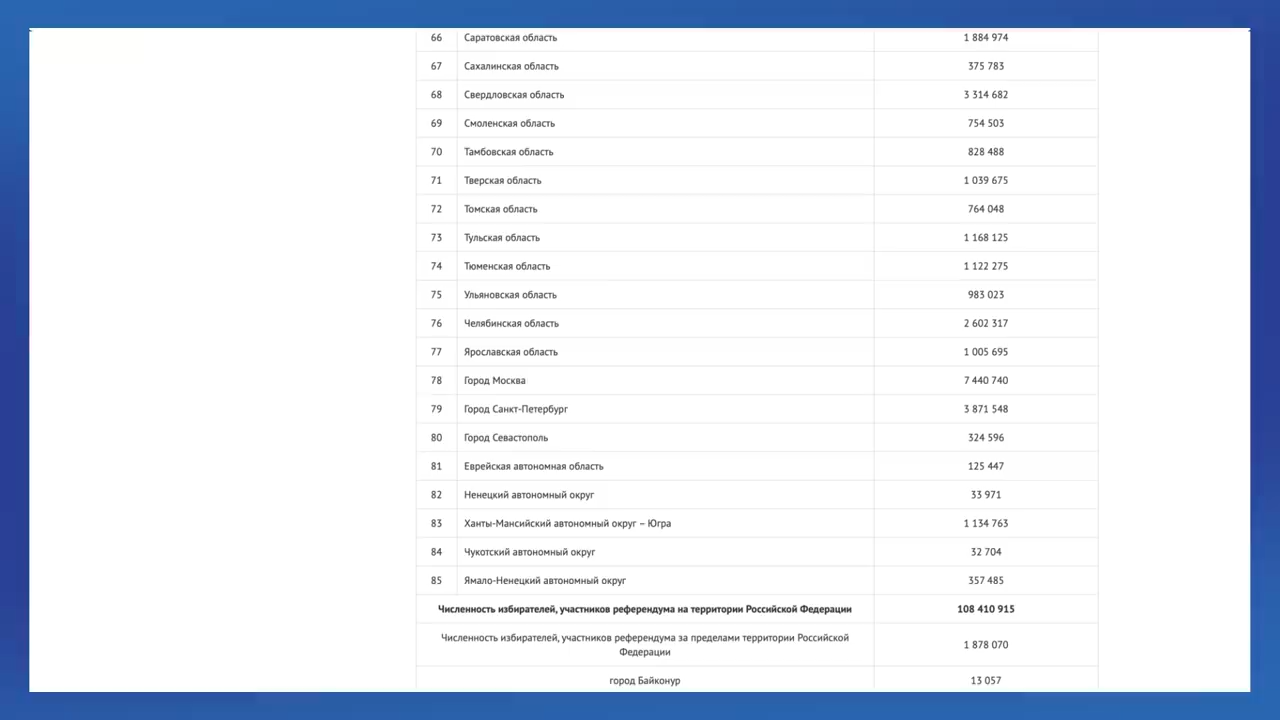 66 Саратовская область 1 884 974
67 Сахалинская область 375 783
68 Свердловская область 3 314 682
69 Смоленская область 754 503
70 Тамбовская область 828 488
71 Тверская область 1 039 675
72 Томская область 764 048
73 Тульская область 1 168 125
74 Тюменская область 1 122 275
75 Ульяновская область 983 023
76 Челябинская область 2 602 317
77 Ярославская область 1 005 695
78 Город Москва 7 440 740
79 Город Санкт-Петербург 3 871 548
80 Город Севастополь 324 596
81 Еврейская автономная область 125 447
82 Ненецкий автономный округ 33 971
83 Ханты-Мансийский автономный округ – Югра 1 134 763
84 Чукотский автономный округ 32 704
85 Ямало-Ненецкий автономный округ 357 485
Численность избирателей, участников референдума на территории Российской Федерации 108 410 915
Численность избирателей, участников референдума за пределами территории Российской
Федерации 1 878 070
город Байконур 13 057